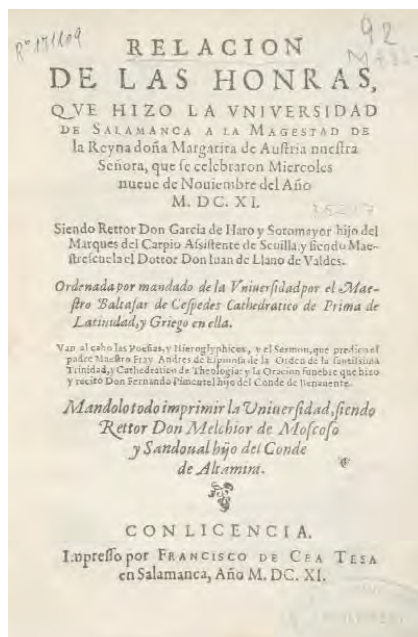 Rº 131109
92
RELACION
DE LAS HONRAS,
QVE HIZO LA VNIVERSIDAD
DE SALAMANCA A LA MAGESTAD DE
la Reyna doña Margarita de Auſtria nueſtra
Señora, que ſe celebraron Miercoles
nueue de Nouiembre del Año
M. DC. XI.
Siendo Rettor Don Garcia de Haro y Sotomayor hijo del
Marques del Carpio Aſsiſtente de Seuilla, y ſiendo Mae-
ſtreſcuela el Dottor Don Iuan de Llano de Valdes.
Ordenada por mandado de la Vniuerſidad por el Mae-
ſtro Baltaſar de Ceſpedes Cathedratico de Prima de
Latinidad, y Griego en ella.
Van al cabo las Poeſias, y Hieroglyphicos, y el Sermon, que predico el
padre Maeſtro Fray Andres de Eſpinoſa de la Orden de la ſantiſsima
Trinidad, y Cathedratico de Theologia: y la Oracion funebre que hizo
y recitò Don Fernando Pimentel hijo del Conde de Benauente.
Mandolo todo imprimir la Vniuerſidad, ſiendo
Rettor Don Melchior de Moſcoſo
y Sandoual hijo del Conde
de Altamira.
CON LICENCIA.
Impreſſo por FRANCISCO DE CEA TESA
en Salamanca, Año M. DC. XI.